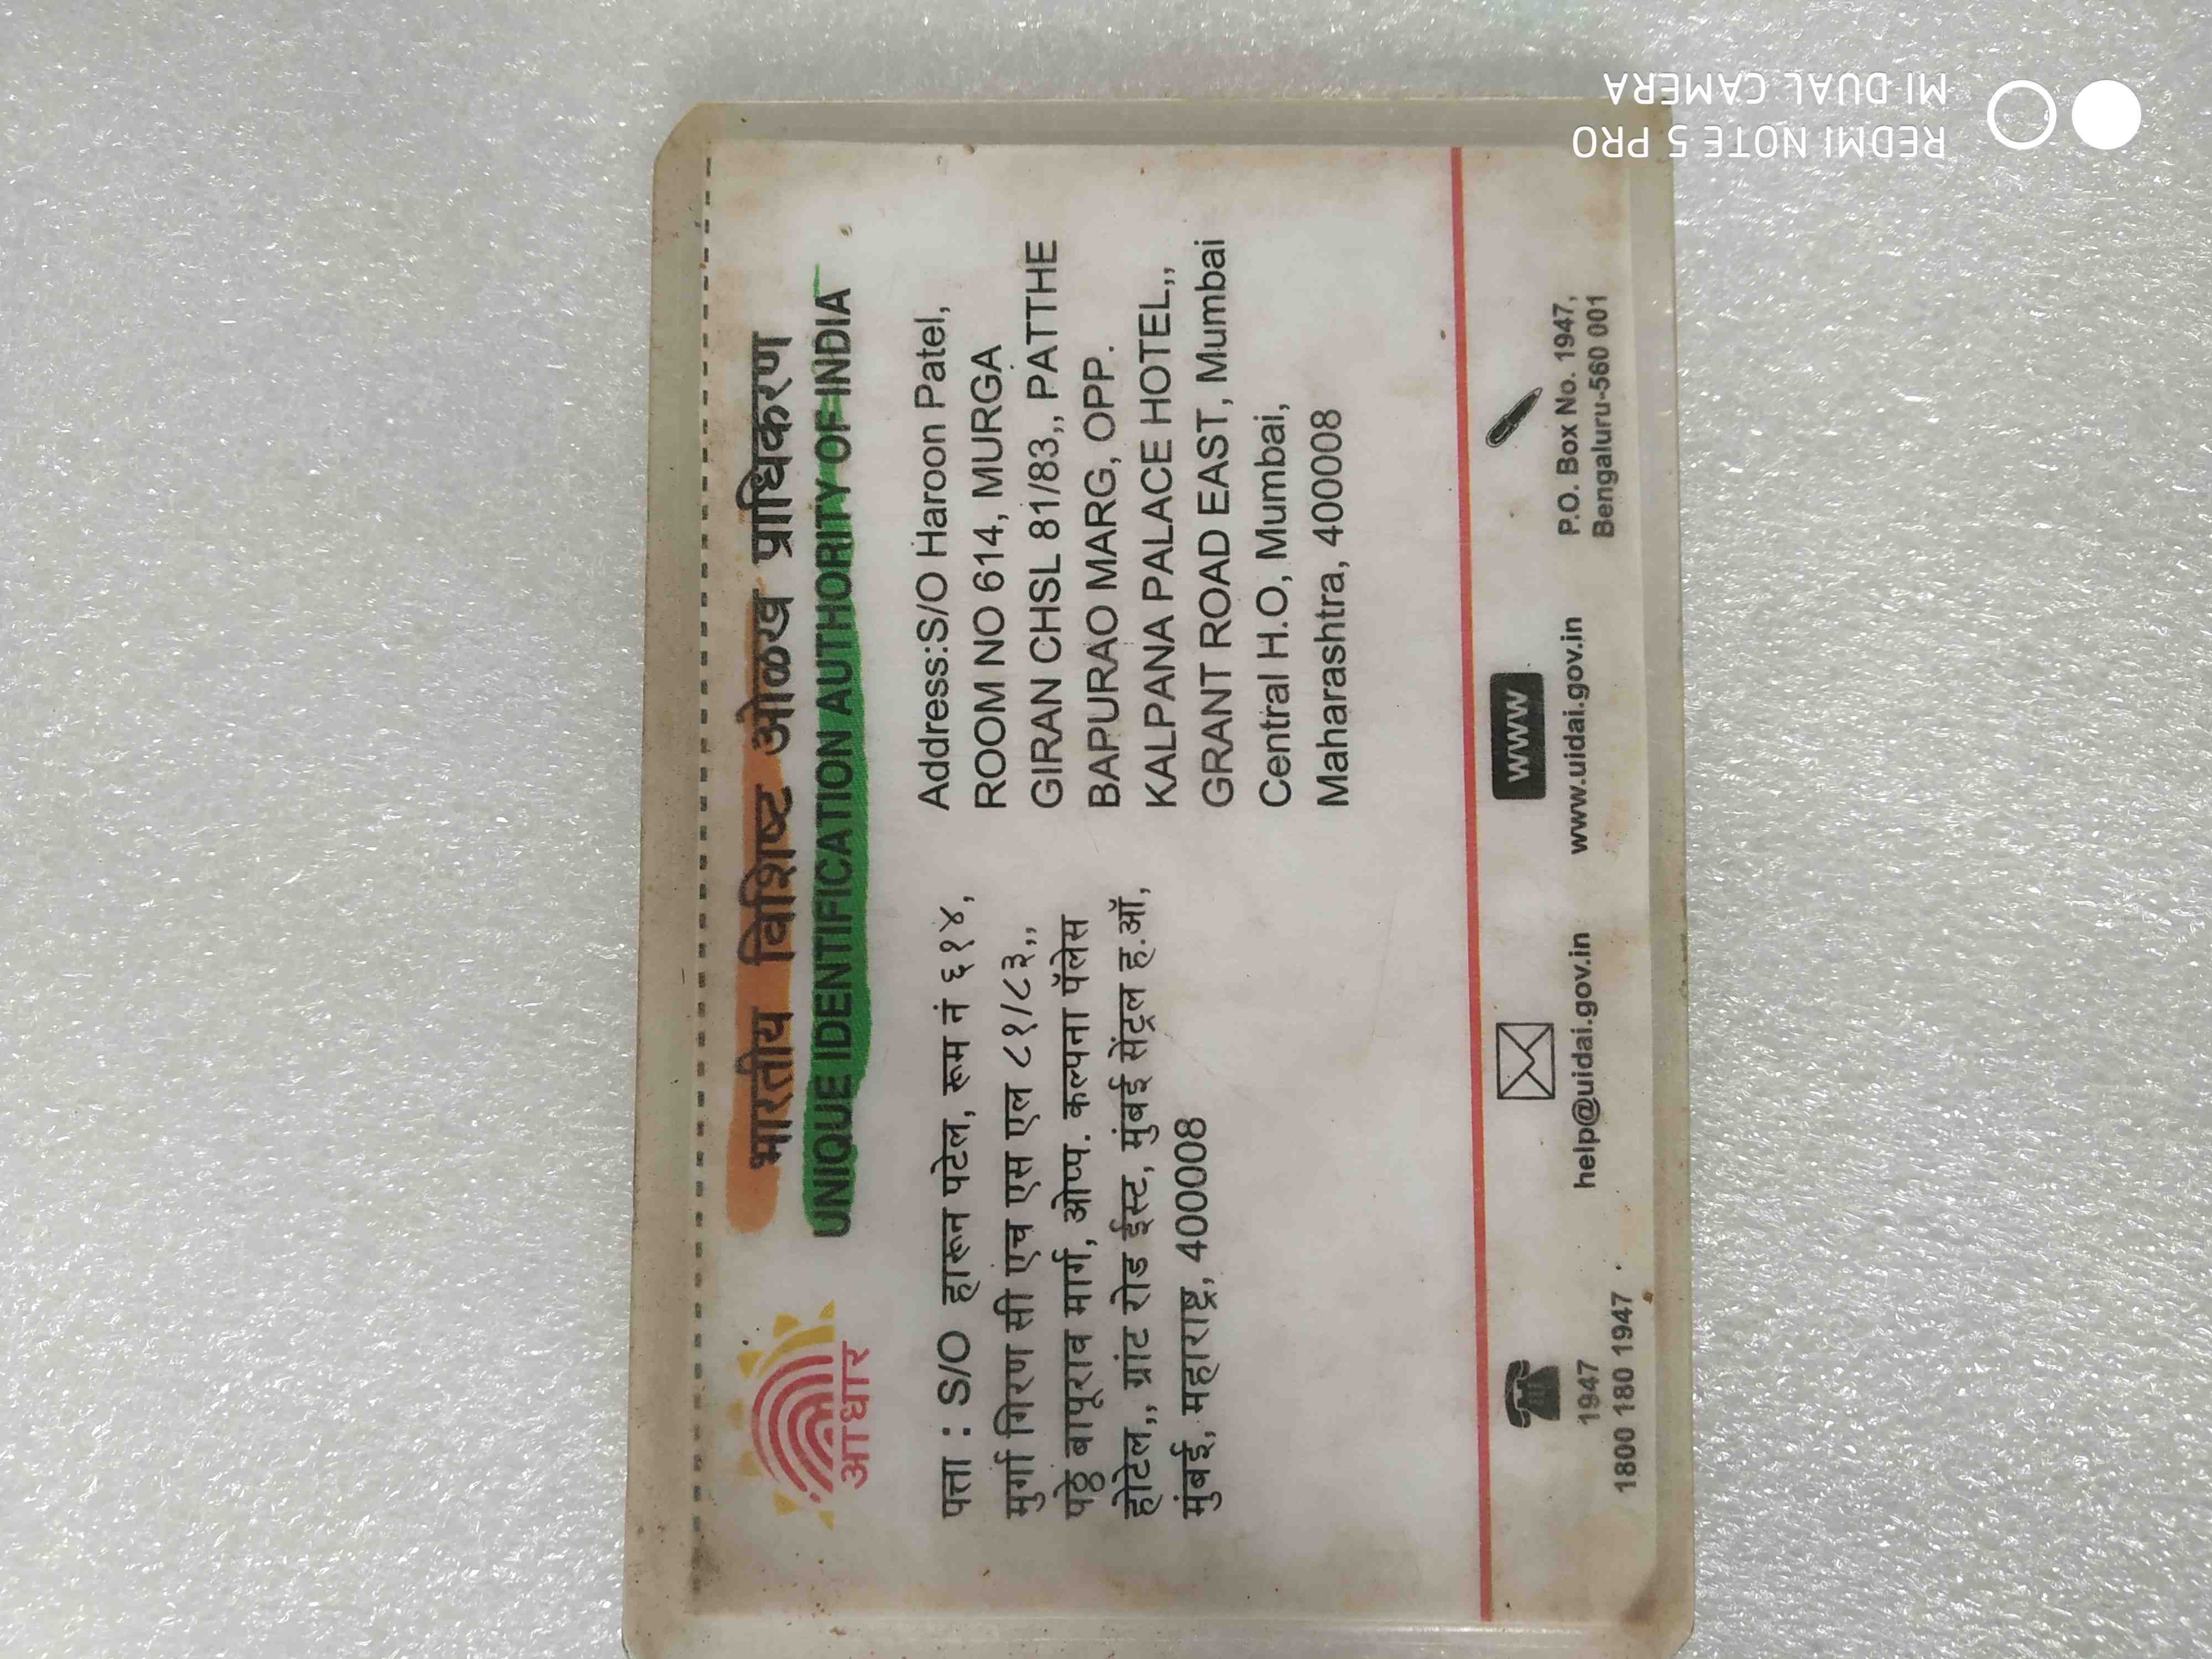 भारतीय विशिष्ट ओळख प्राधिकरण
UNIQUE IDENTIFICATION AUTHORITY OF INDIA
आधार
पत्ता : S/O हारून पटेल, रूम नं ६१४,
मुर्गा गिरण सी एच एस एल ८१/८३,,
पठ्ठे बापूराव मार्ग, ओप्प. कल्पना पॅलेस
होटेल,, ग्रांट रोड ईस्ट, मुंबई सेंट्रल ह.ऑ,
मुंबई, महाराष्ट्र, 400008
Address:S/O Haroon Patel,
ROOM NO 614, MURGA
GIRAN CHSL 81/83,, PATTHE
BAPURAO MARG, OPP.
KALPANA PALACE HOTEL,,
GRANT ROAD EAST, Mumbai
Central H.O, Mumbai,
Maharashtra, 400008
1947
1800 180 1947
help@uidai.gov.in
www
www.uidai.gov.in
P.O. Box No. 1947,
Bengaluru-560 001
REDMI NOTE 5 PRO
MI DUAL CAMERA